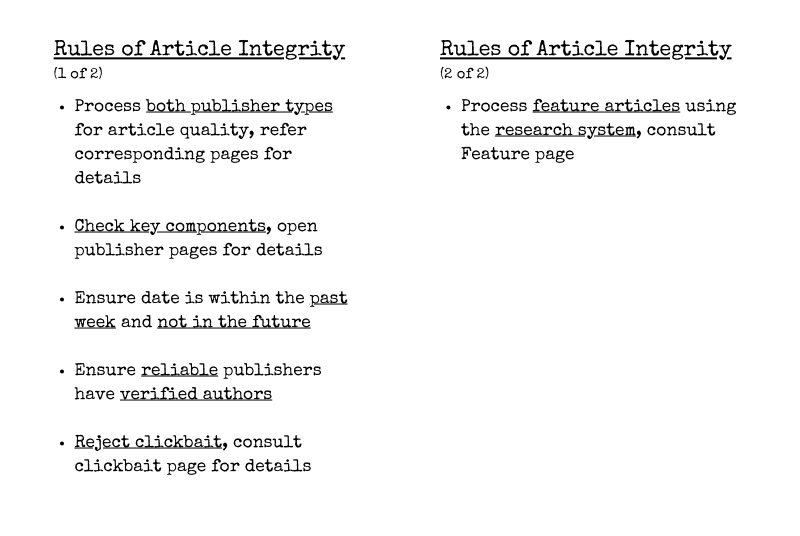 Rules of Article Integrity
(1 of 2)
• Process both publisher types
for article quality, refer
corresponding pages for
details
• Check key components, open
publisher pages for details
• Ensure date is within the past
week and not in the future
• Ensure reliable publishers
have verified authors
• Reject clickbait, consult
clickbait page for details
Rules of Article Integrity
(2 of 2)
• Process feature articles using
the research system, consult
Feature page